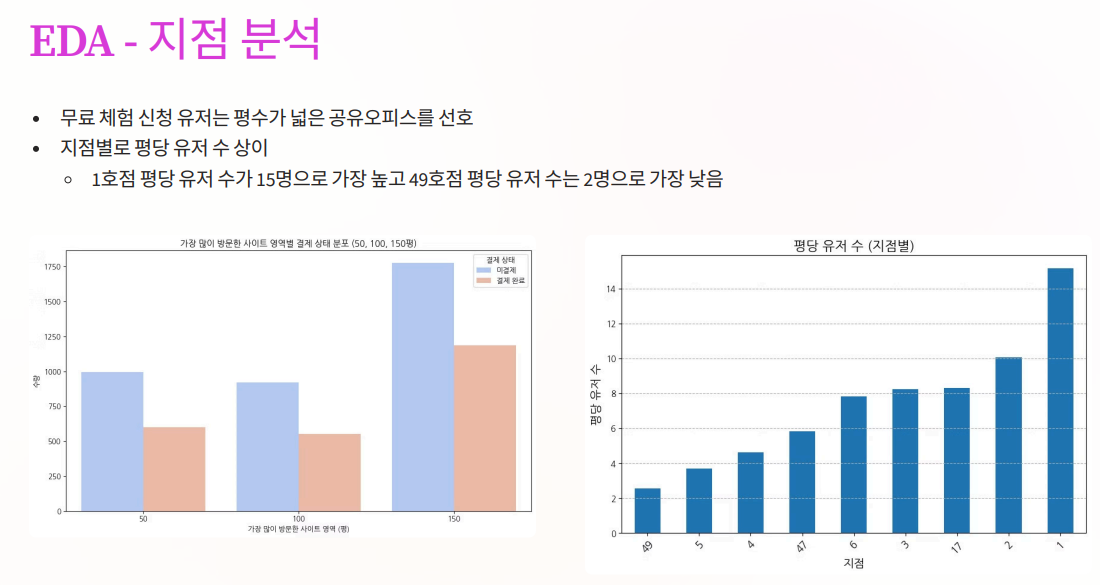 EDA - 지점 분석
무료 체험 신청 유저는 평수가 넓은 공유오피스를 선호
지점별로 평당 유저 수 상이
1호점 평당 유저 수가 15명으로 가장 높고 49호점 평당 유저 수는 2명으로 가장 낮음
가장 많이 방문한 사이트 영역별 결제 상태 분포 (50, 100, 150평)
결제 상태
미결제
결제 완료
수량
1750
1500
1250
1000
750
500
250
0
50 100 150
가장 많이 방문한 사이트 영역 (평)
평당 유저 수 (지점별)
평당 유저 수
14
12
10
8
6
4
2
0
49 5 4 47 6 3 17 2 1
지점